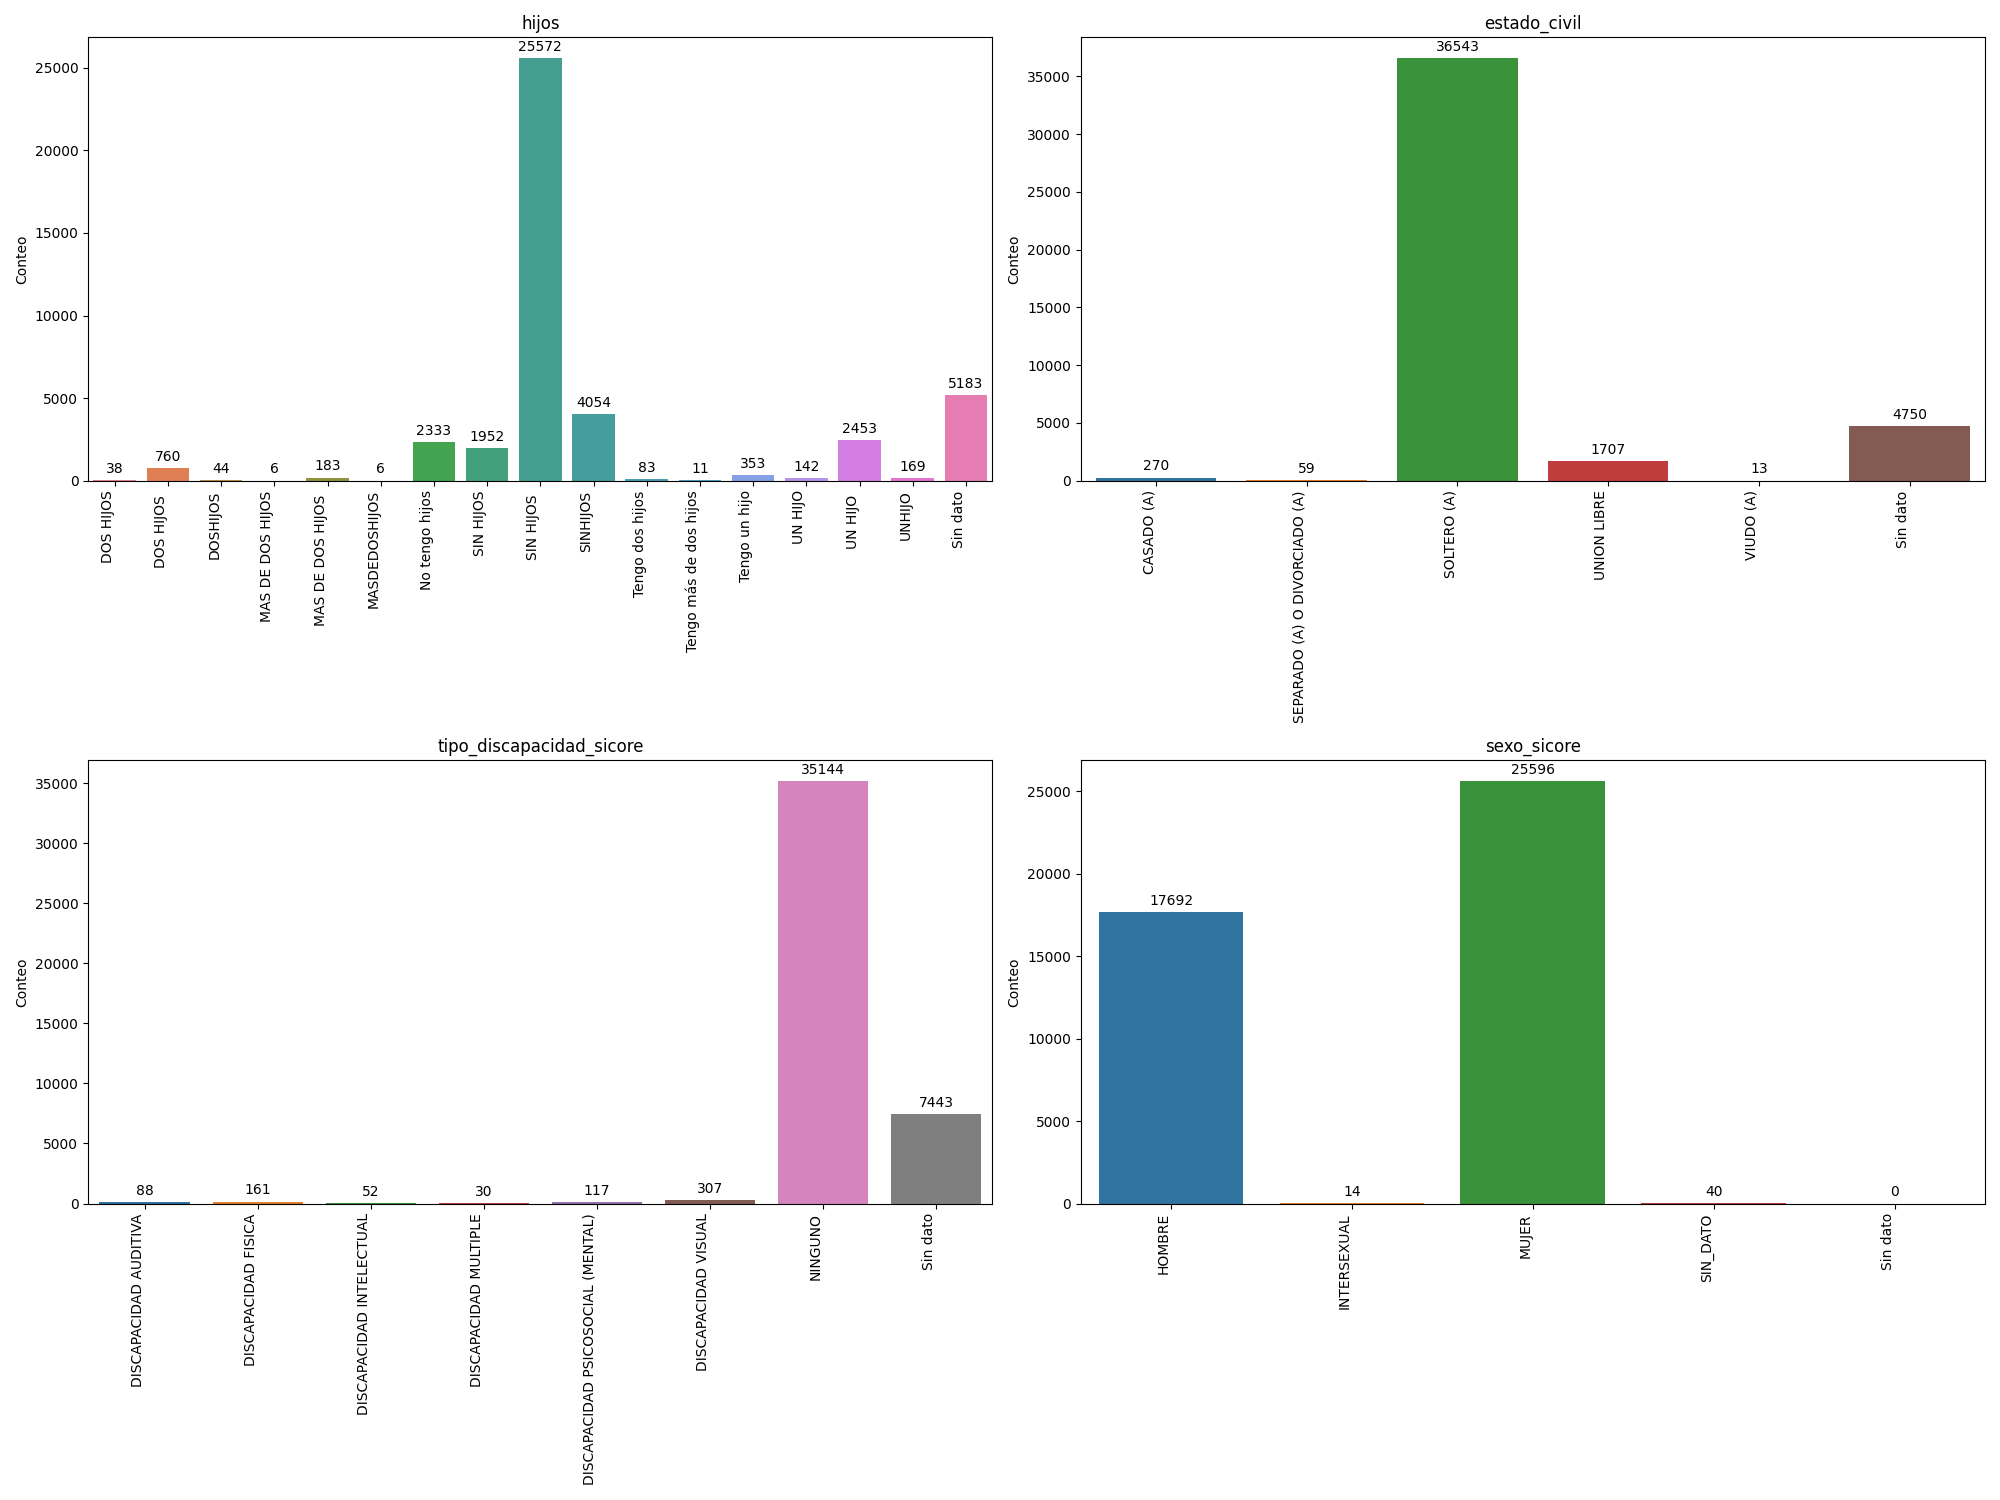 hijos
Conteo
25000
20000
15000
10000
5000
0
38
760
44
6
183
6
2333
1952
25572
4054
83
11
353
142
2453
169
5183
DOS HIJOS
DOS HIJOS
DOSHIJOS
MAS DE DOS HIJOS
MAS DE DOS HIJOS
MASDEDOSHIJOS
No tengo hijos
SIN HIJOS
SIN HIJOS
SINHIJOS
Tengo dos hijos
Tengo más de dos hijos
Tengo un hijo
UN HIJO
UN HIJO
UNHIJO
Sin dato
estado_civil
Conteo
35000
30000
25000
20000
15000
10000
5000
0
270
59
36543
1707
13
4750
CASADO (A)
SEPARADO (A) O DIVORCIADO (A)
SOLTERO (A)
UNION LIBRE
VIUDO (A)
Sin dato
tipo_discapacidad_sicore
Conteo
35000
30000
25000
20000
15000
10000
5000
0
88
161
52
30
117
307
35144
7443
DISCAPACIDAD AUDITIVA
DISCAPACIDAD FISICA
DISCAPACIDAD INTELECTUAL
DISCAPACIDAD MULTIPLE
DISCAPACIDAD PSICOSOCIAL (MENTAL)
DISCAPACIDAD VISUAL
NINGUNO
Sin dato
sexo_sicore
Conteo
25000
20000
15000
10000
5000
0
17692
14
25596
40
0
HOMBRE
INTERSEXUAL
MUJER
SIN_DATO
Sin dato